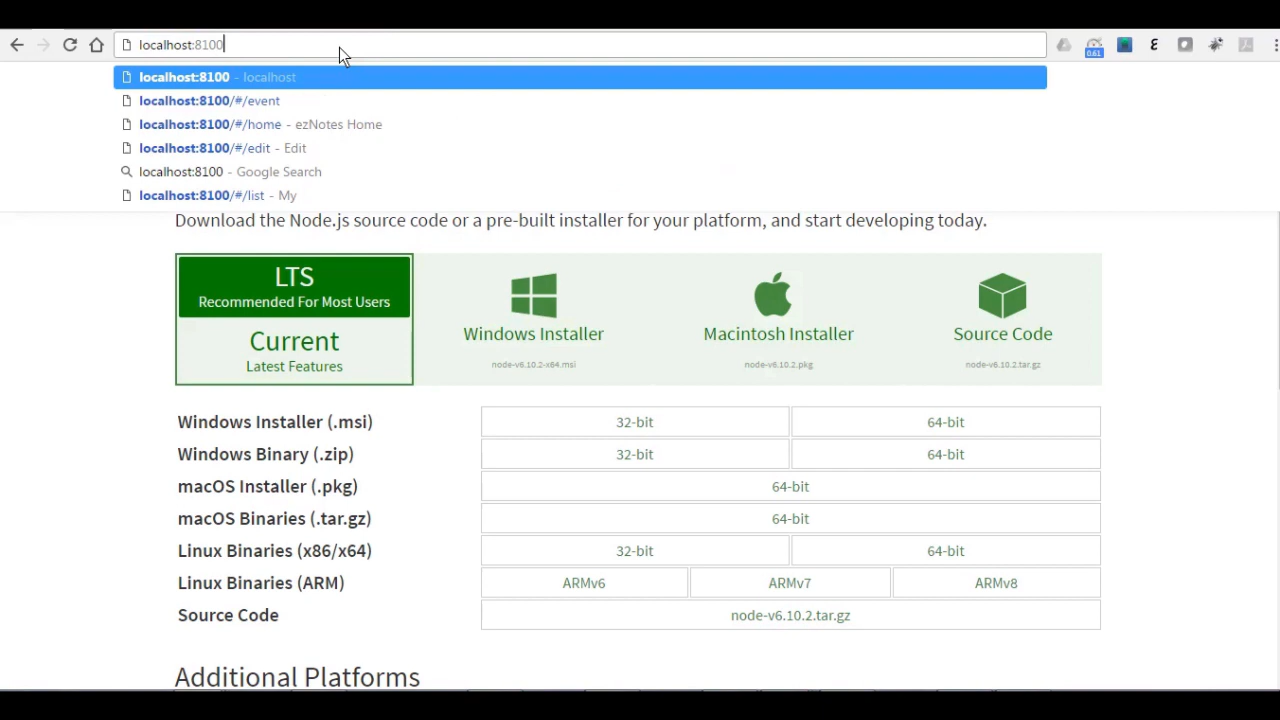 localhost:8100
localhost:8100 - localhost
localhost:8100/#/event
localhost:8100/#/home - ezNotes Home
localhost:8100/#/edit - Edit
localhost:8100 - Google Search
localhost:8100/#/list - My
Download the Node.js source code or a pre-built installer for your platform, and start developing today.
LTS
Recommended For Most Users
Current
Latest Features
Windows Installer
node-v6.10.2-x64.msi
Macintosh Installer
node-v6.10.2.pkg
Source Code
node-v6.10.2.tar.gz
Windows Installer (.msi) 32-bit 64-bit
Windows Binary (.zip) 32-bit 64-bit
macOS Installer (.pkg) 64-bit
macOS Binaries (.tar.gz) 64-bit
Linux Binaries (x86/x64) 32-bit 64-bit
Linux Binaries (ARM) ARMv6 ARMv7 ARMv8
Source Code node-v6.10.2.tar.gz
Additional Platforms
0.61